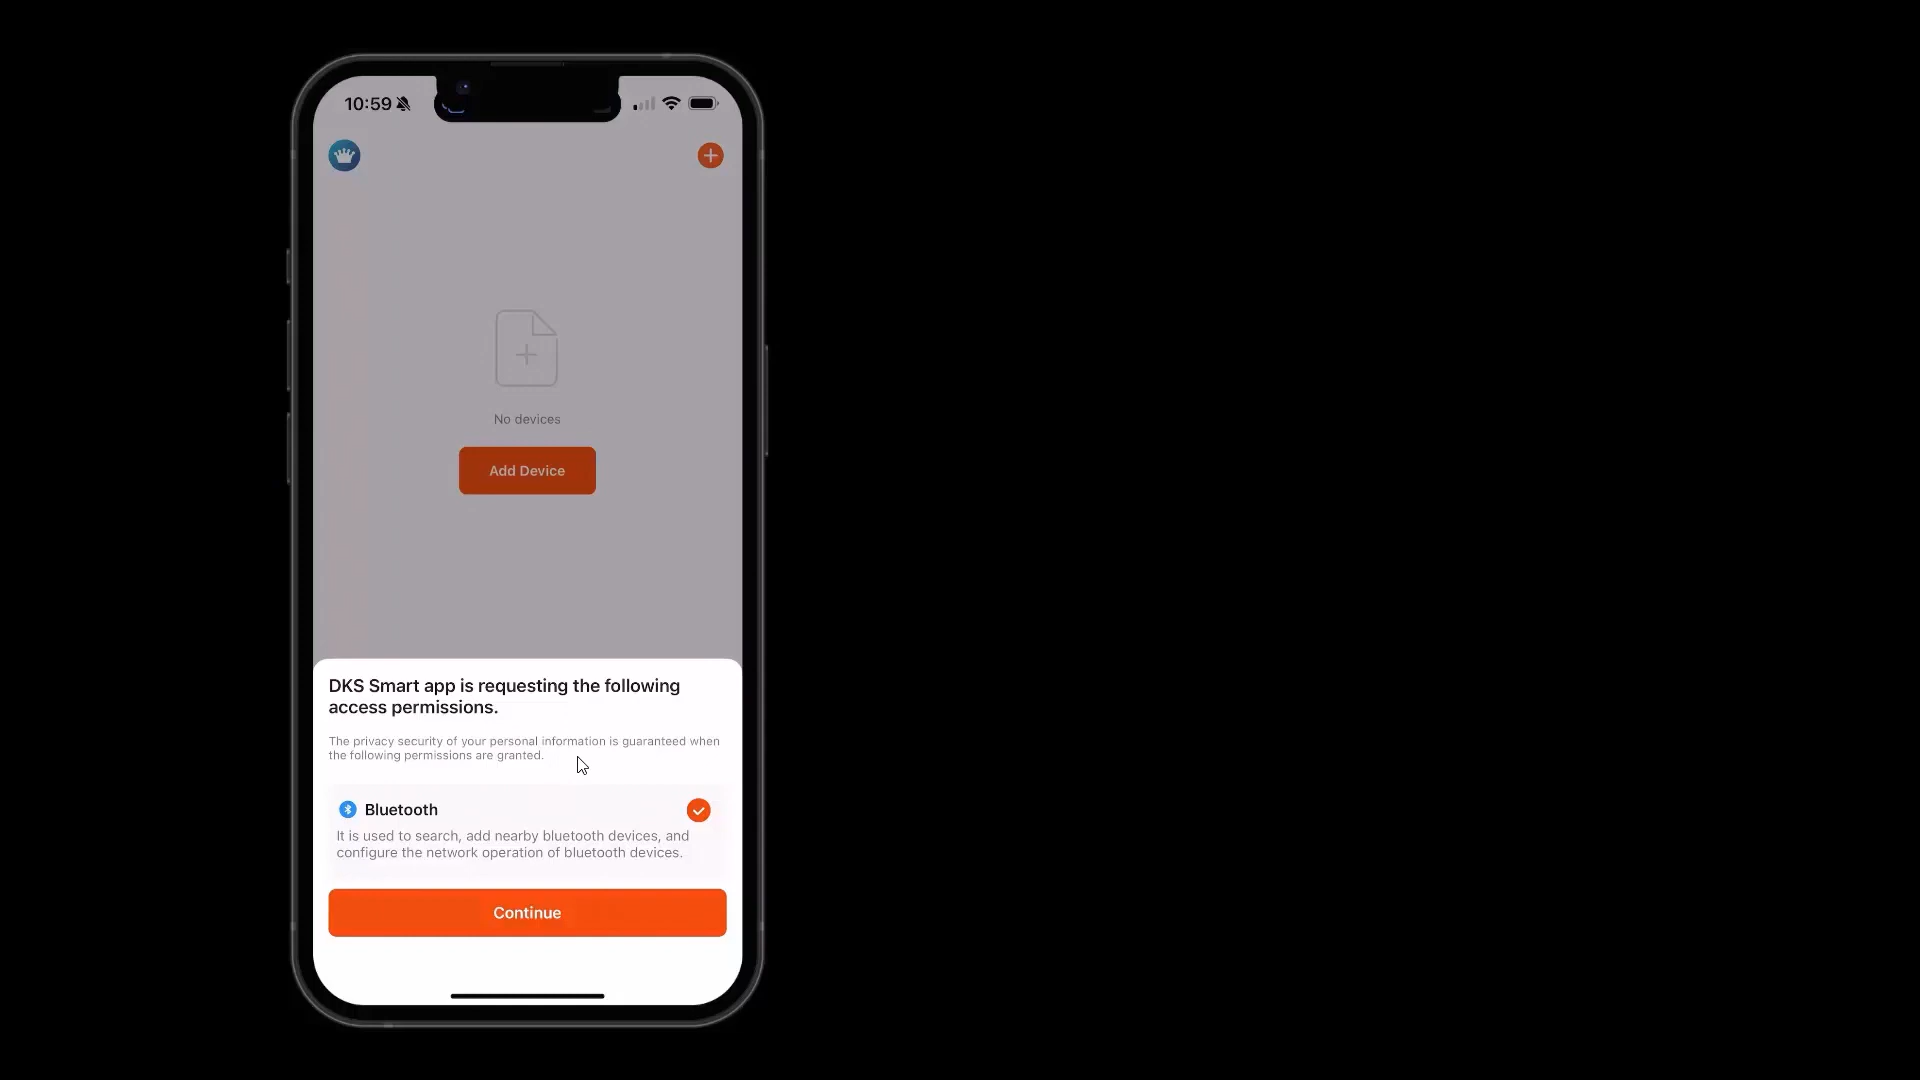 10:59
No devices
Add Device
DKS Smart app is requesting the following
access permissions.
The privacy security of your personal information is guaranteed when
the following permissions are granted.
Bluetooth
It is used to search, add nearby bluetooth devices, and
configure the network operation of bluetooth devices.
Continue